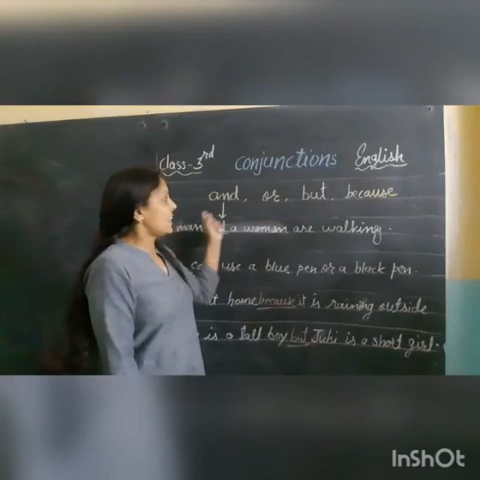 Class-3rd conjunctions English
and, or, but, because
man a woman are walking.
use a blue pen or a black pen.
home because it is raining outside
is a tall boy but Juhi is a short girl.
InShOt